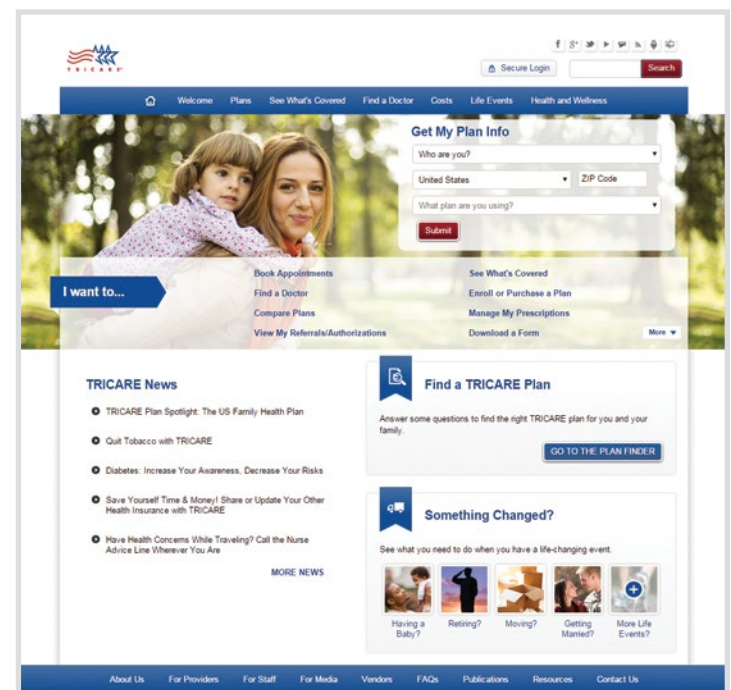 TRICARE
Secure Login
Search
Welcome Plans See What's Covered Find a Doctor Costs Life Events Health and Wellness
Get My Plan Info
Who are you?
United States ZIP Code
What plan are you using?
Submit
I want to...
Book Appointments
Find a Doctor
Compare Plans
View My Referrals/Authorizations
See What's Covered
Enroll or Purchase a Plan
Manage My Prescriptions
Download a Form
More
TRICARE News
TRICARE Plan Spotlight: The US Family Health Plan
Quit Tobacco with TRICARE
Diabetes: Increase Your Awareness, Decrease Your Risks
Save Yourself Time & Money! Share or Update Your Other
Health Insurance with TRICARE
Have Health Concerns While Traveling? Call the Nurse
Advice Line Wherever You Are
MORE NEWS
Find a TRICARE Plan
Answer some questions to find the right TRICARE plan for you and your
family.
GO TO THE PLAN FINDER
Something Changed?
See what you need to do when you have a life-changing event.
Having a
Baby?
Retiring?
Moving?
Getting
Married?
More Life
Events?
About Us For Providers For Staff For Media Vendors FAQs Publications Resources Contact Us